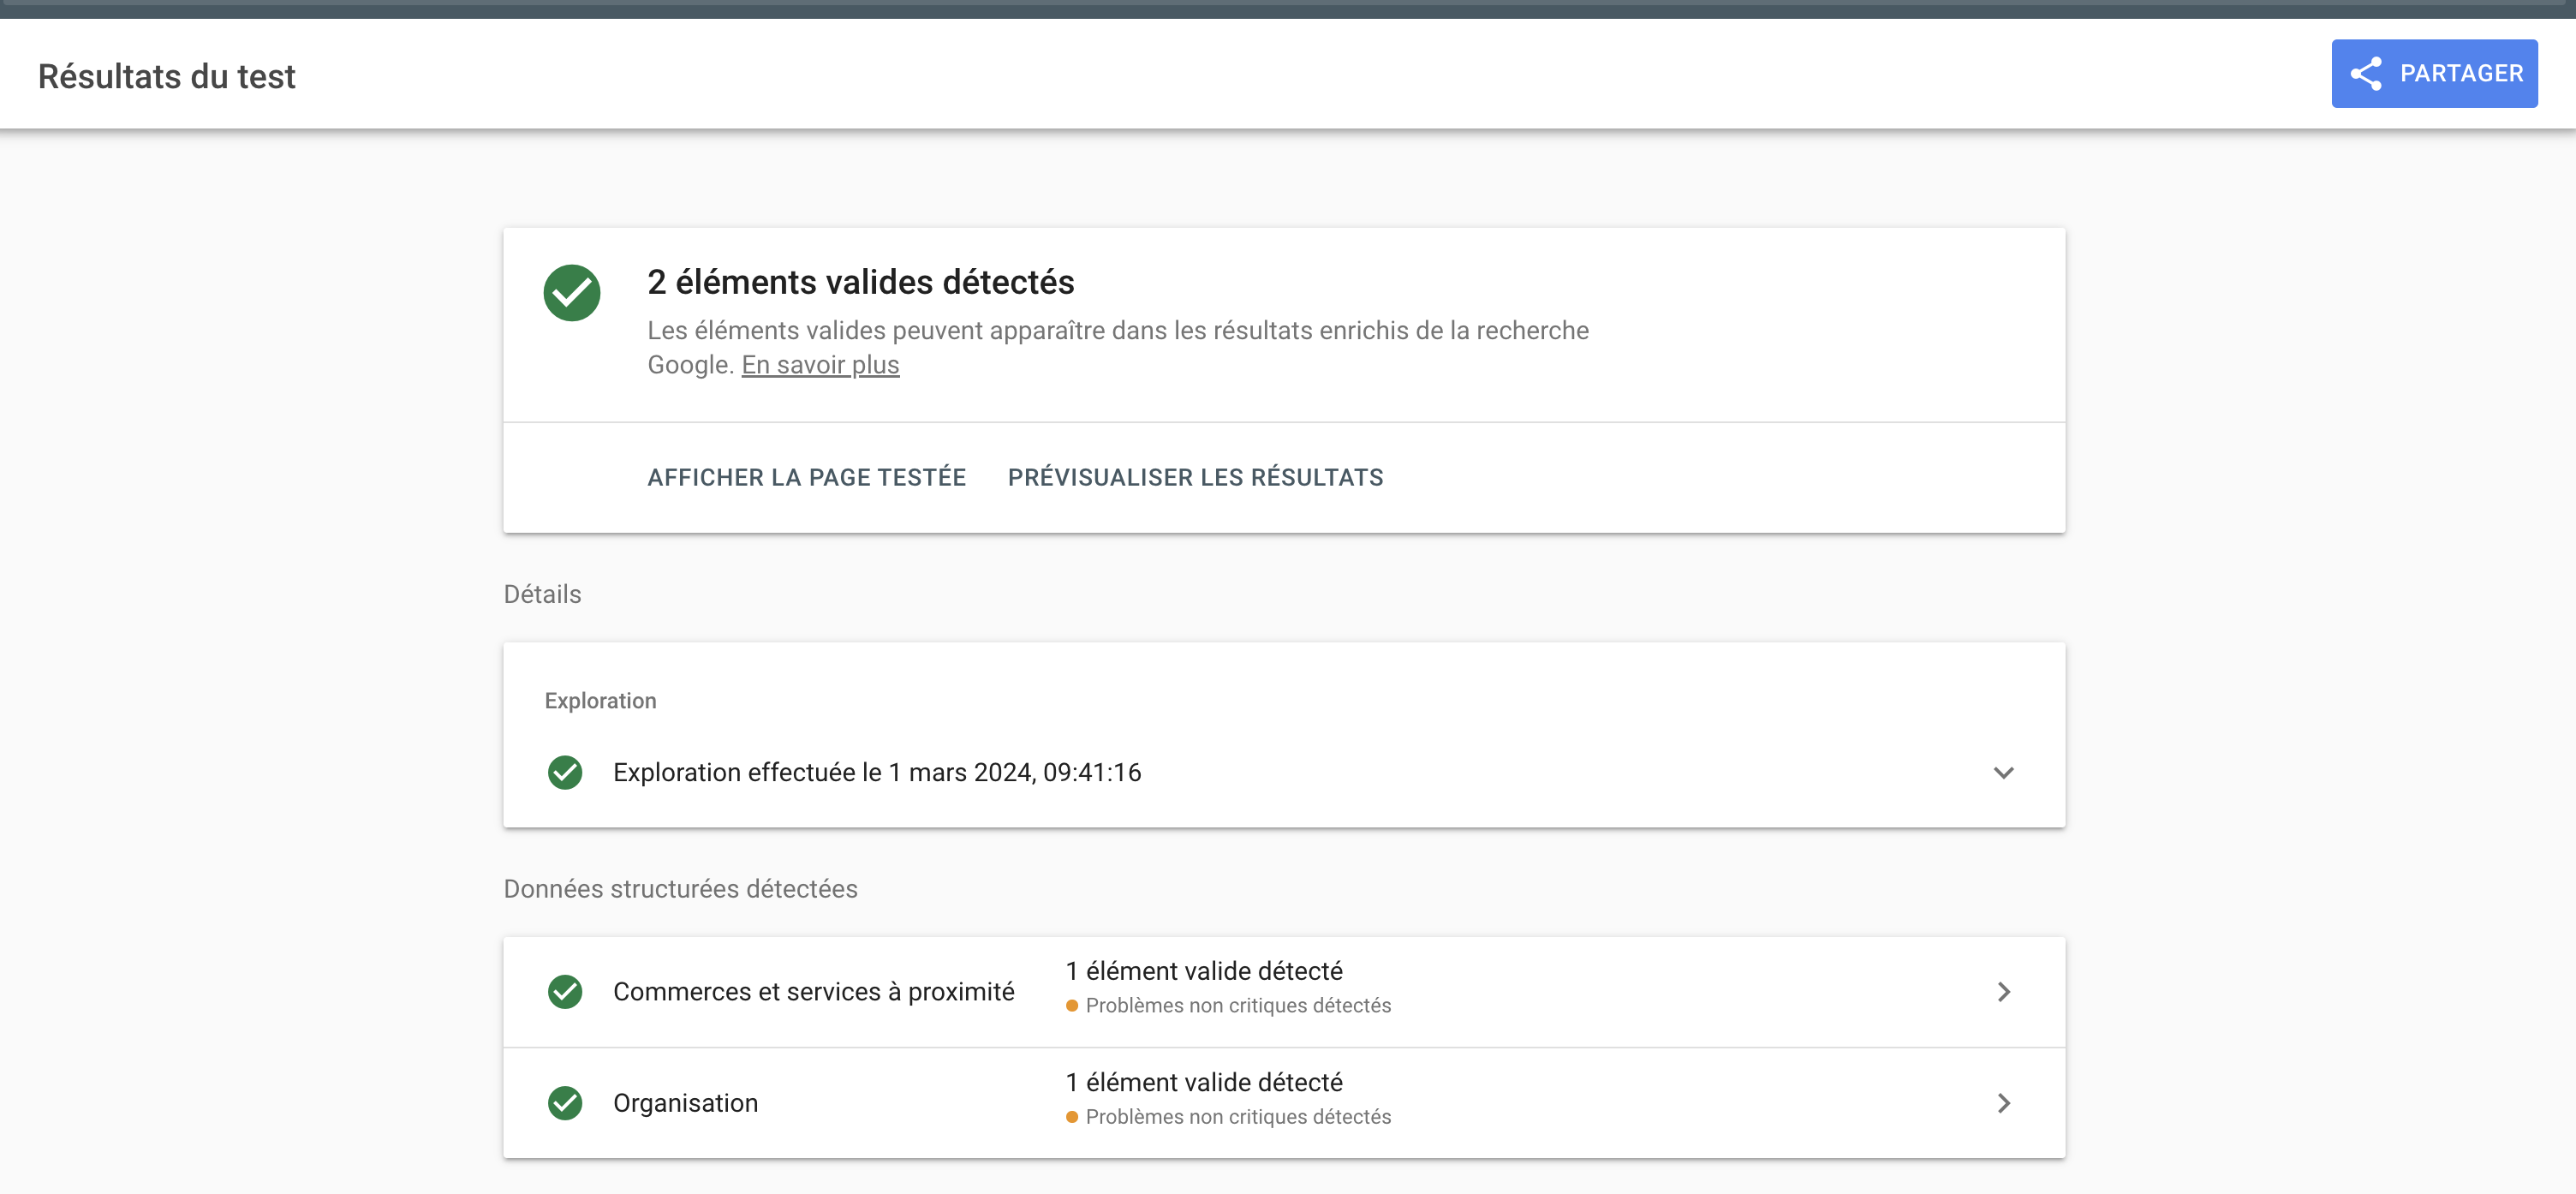 Résultats du test
PARTAGER
2 éléments valides détectés
Les éléments valides peuvent apparaître dans les résultats enrichis de la recherche
Google. En savoir plus
AFFICHER LA PAGE TESTÉE PRÉVISUALISER LES RÉSULTATS
Détails
Exploration
Exploration effectuée le 1 mars 2024, 09:41:16
Données structurées détectées
Commerces et services à proximité
1 élément valide détecté
Problèmes non critiques détectés
Organisation
1 élément valide détecté
Problèmes non critiques détectés